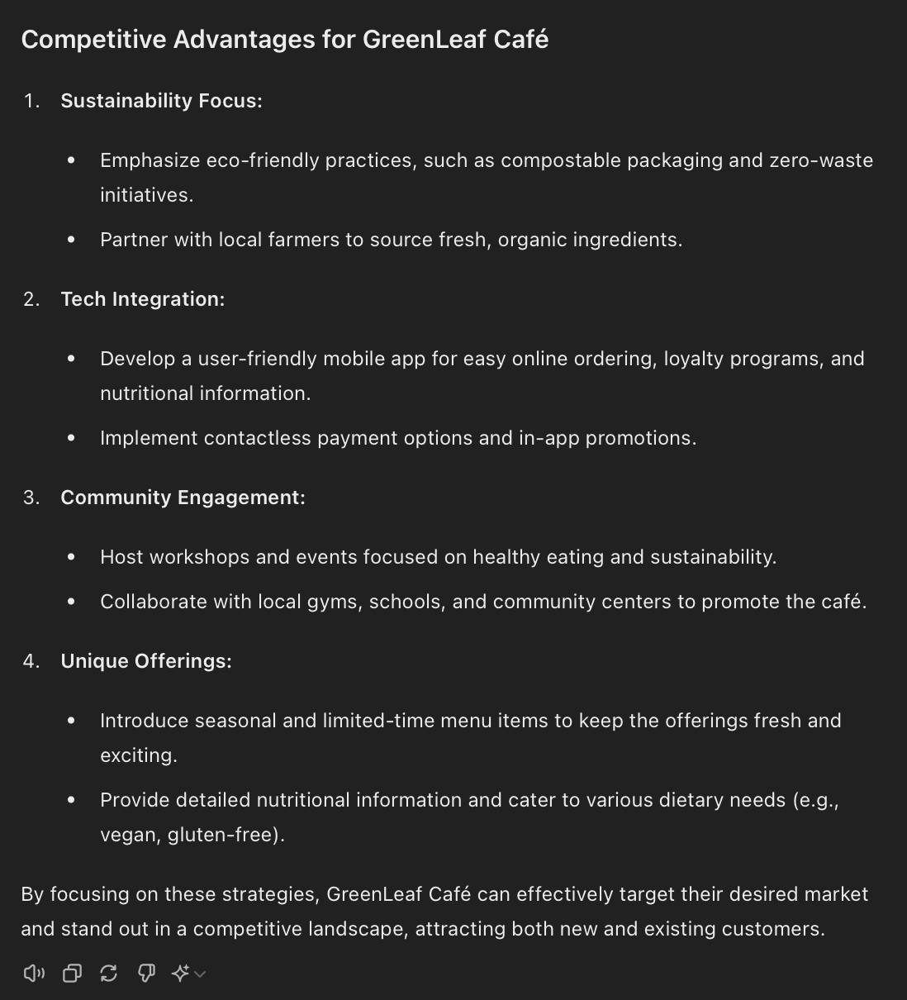 Competitive Advantages for GreenLeaf Café
1. Sustainability Focus:
• Emphasize eco-friendly practices, such as compostable packaging and zero-waste
initiatives.
• Partner with local farmers to source fresh, organic ingredients.
2. Tech Integration:
• Develop a user-friendly mobile app for easy online ordering, loyalty programs, and
nutritional information.
• Implement contactless payment options and in-app promotions.
3. Community Engagement:
• Host workshops and events focused on healthy eating and sustainability.
• Collaborate with local gyms, schools, and community centers to promote the café.
4. Unique Offerings:
• Introduce seasonal and limited-time menu items to keep the offerings fresh and
exciting.
• Provide detailed nutritional information and cater to various dietary needs (e.g.,
vegan, gluten-free).
By focusing on these strategies, GreenLeaf Café can effectively target their desired market
and stand out in a competitive landscape, attracting both new and existing customers.